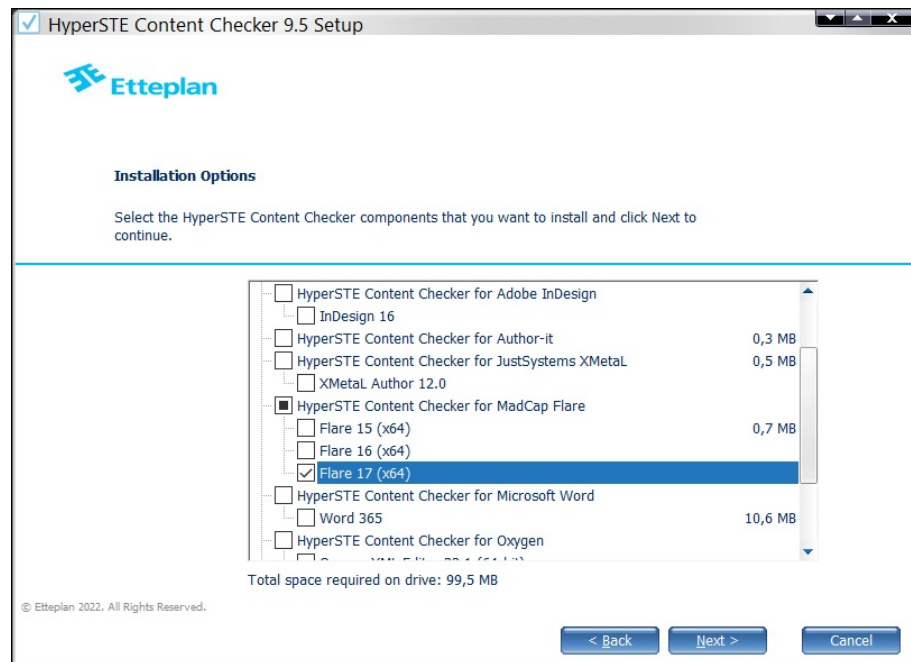 HyperSTE Content Checker 9.5 Setup
Etteplan
Installation Options
Select the HyperSTE Content Checker components that you want to install and click Next to
continue.
HyperSTE Content Checker for Adobe InDesign
InDesign 16
HyperSTE Content Checker for Author-it 0,3 MB
HyperSTE Content Checker for JustSystems XMetaL 0,5 MB
XMetaL Author 12.0
HyperSTE Content Checker for MadCap Flare
Flare 15 (x64) 0,7 MB
Flare 16 (x64)
Flare 17 (x64)
HyperSTE Content Checker for Microsoft Word
Word 365 10,6 MB
HyperSTE Content Checker for Oxygen
Total space required on drive: 99,5 MB
© Etteplan 2022. All Rights Reserved.
< Back Next > Cancel